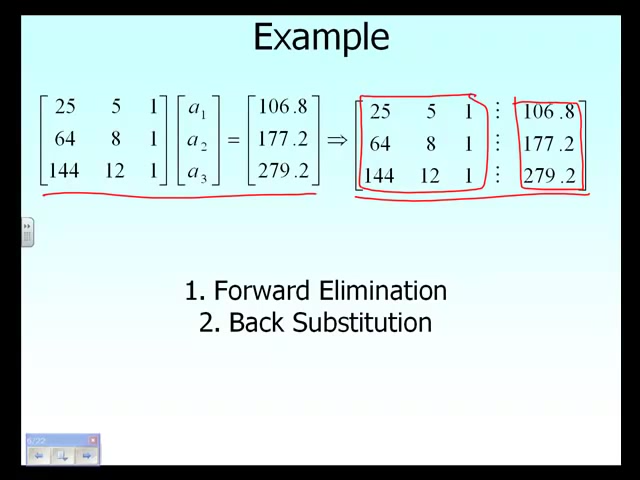 Example
25 5 1 a1 106.8 25 5 1 ⋮ 106.8
64 8 1 a2 = 177.2 ⇒ 64 8 1 ⋮ 177.2
144 12 1 a3 279.2 144 12 1 ⋮ 279.2
1. Forward Elimination
2. Back Substitution
6/22